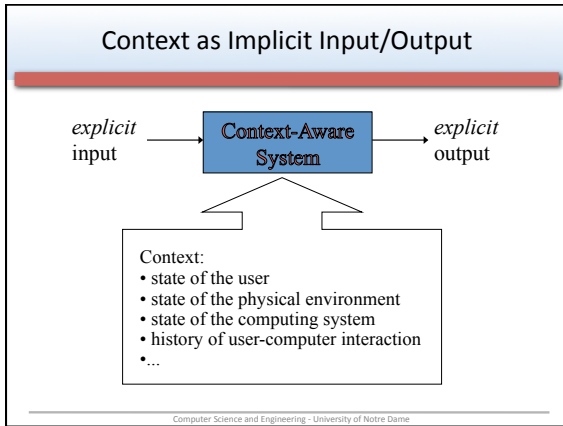 Context as Implicit Input/Output
explicit
input
Context-Aware
System
explicit
output
Context:
• state of the user
• state of the physical environment
• state of the computing system
• history of user-computer interaction
•...
Computer Science and Engineering - University of Notre Dame